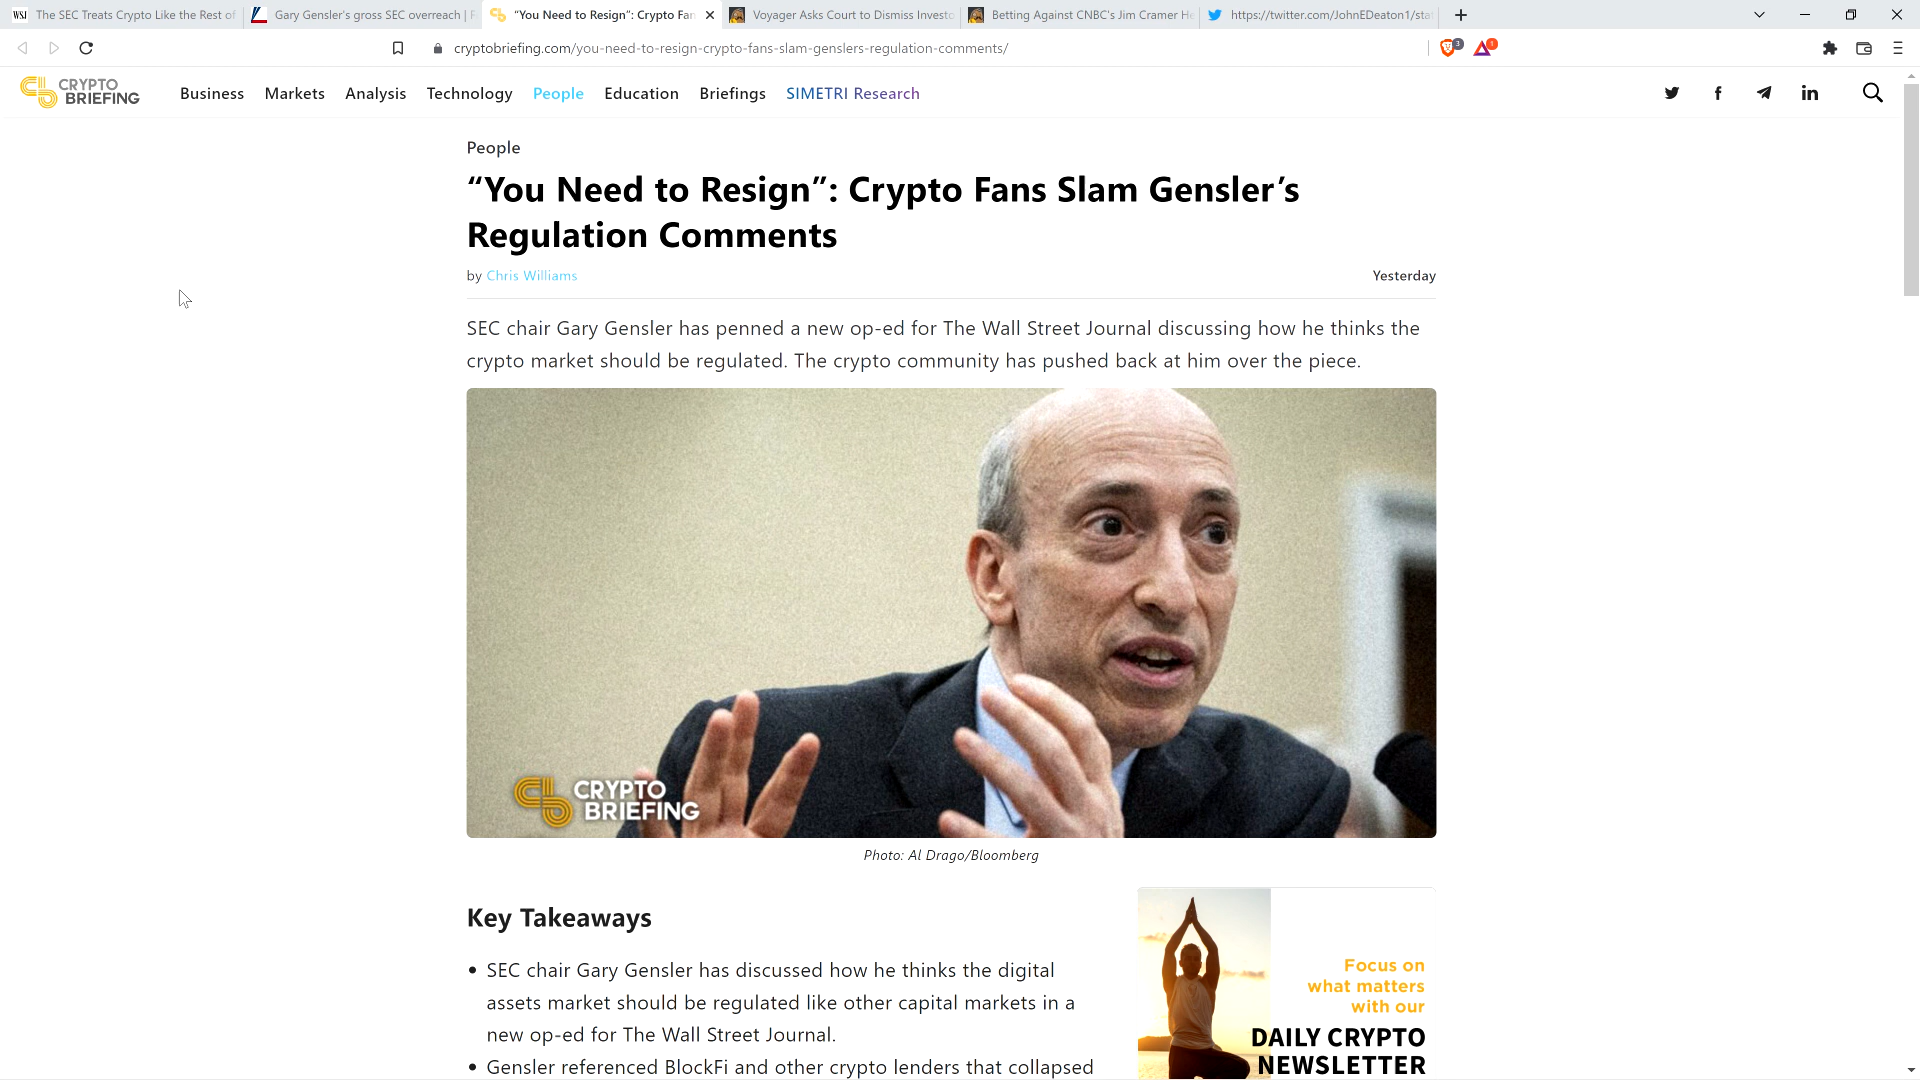 The SEC Treats Crypto Like the Rest of
Gary Gensler's gross SEC overreach |
“You Need to Resign”: Crypto Fan
Voyager Asks Court to Dismiss Investo
Betting Against CNBC's Jim Cramer He
https://twitter.com/JohnEDeaton1/sta
cryptobriefing.com/you-need-to-resign-crypto-fans-slam-genslers-regulation-comments/
3
1
CRYPTO
BRIEFING
Business
Markets
Analysis
Technology
People
Education
Briefings
SIMETRI Research
People
“You Need to Resign”: Crypto Fans Slam Gensler’s
Regulation Comments
by Chris Williams
Yesterday
SEC chair Gary Gensler has penned a new op-ed for The Wall Street Journal discussing how he thinks the
crypto market should be regulated. The crypto community has pushed back at him over the piece.
CRYPTO
BRIEFING
Photo: Al Drago/Bloomberg
Key Takeaways
• SEC chair Gary Gensler has discussed how he thinks the digital
assets market should be regulated like other capital markets in a
new op-ed for The Wall Street Journal.
• Gensler referenced BlockFi and other crypto lenders that collapsed
Focus on
what matters
with our
DAILY CRYPTO
NEWSLETTER